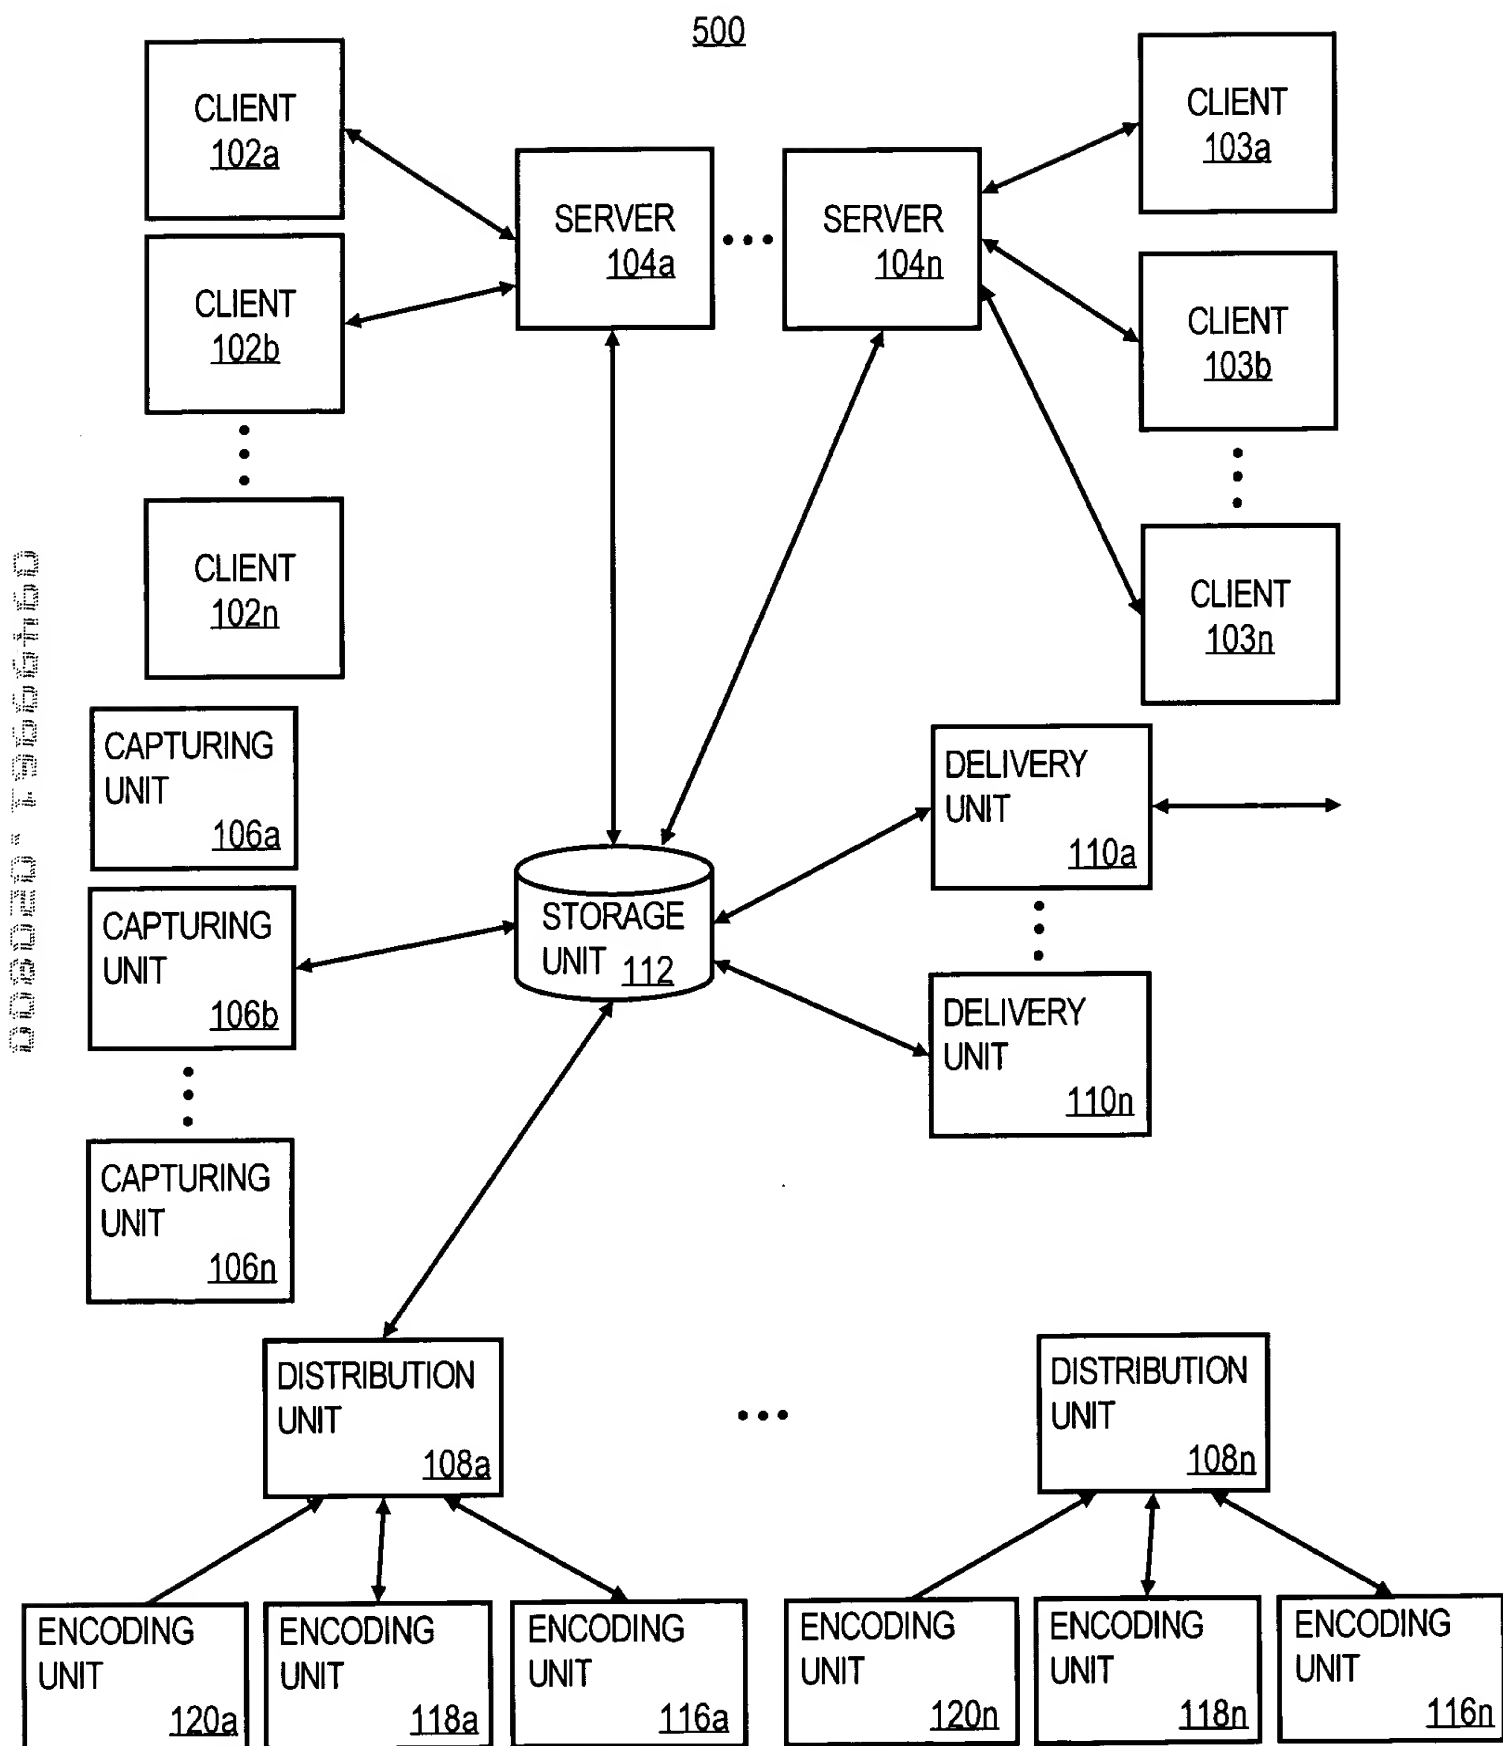 500
CLIENT
102a
CLIENT
102b
CLIENT
102n
SERVER
104a
SERVER
104n
CLIENT
103a
CLIENT
103b
CLIENT
103n
CAPTURING
UNIT
106a
CAPTURING
UNIT
106b
CAPTURING
UNIT
106n
STORAGE
UNIT 112
DELIVERY
UNIT
110a
DELIVERY
UNIT
110n
DISTRIBUTION
UNIT
108a
DISTRIBUTION
UNIT
108n
ENCODING
UNIT
120a
ENCODING
UNIT
118a
ENCODING
UNIT
116a
ENCODING
UNIT
120n
ENCODING
UNIT
118n
ENCODING
UNIT
116n